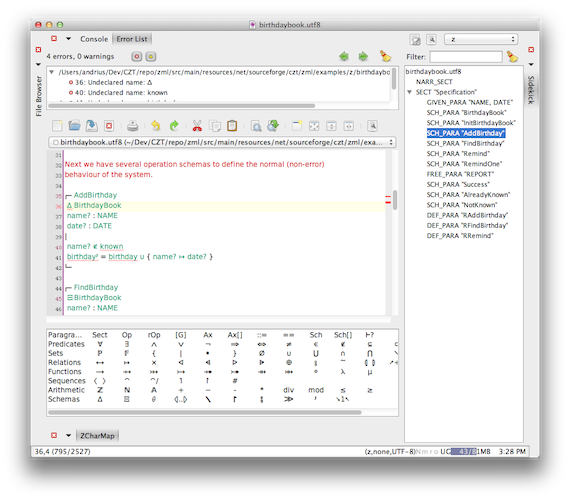 birthdaybook.utf8
Console Error List
4 errors, 0 warnings
/Users/andrius/Dev/CZT/repo/zml/src/main/resources/net/sourceforge/czt/zml/examples/z/birthdaybo
36: Undeclared name: Δ
40: Undeclared name: known
File Browser
birthdaybook.utf8 (~/Dev/CZT/repo/zml/src/main/resources/net/sourceforge/czt/zml/exa...
31
32 Next we have several operation schemas to define the normal (non-error)
33 behaviour of the system.
34
35 ┌─ AddBirthday
36 Δ BirthdayBook
37 name? : NAME
38 date? : DATE
39 |
40 name? ∉ known
41 birthday′ = birthday ∪ { name? ↦ date? }
42 └─
43
44 ┌─ FindBirthday
45 Ξ BirthdayBook
46 name? : NAME
Paragra... Sect Op rOp [G] Ax Ax[] ::= == Sch Sch[] ⊢?
Predicates ∀ ∃ ∧ ∨ ¬ ⇒ ⇔ ≠ ∈ ∉ ⊆ ⊂
Sets ℙ 𝔽 { | • } ∅ ∪ ⋃ ∩ ⋂ \
Relations
Functions
Sequences ⟨ ⟩ ⁀ ⁀/ 1 ↾ #
Arithmetic ℤ ℕ 𝔸 + − - * div mod ≤ ≥
Schemas
ZCharMap
z
Filter:
Sidekick
birthdaybook.utf8
NARR_SECT
SECT "Specification"
GIVEN_PARA "NAME, DATE"
SCH_PARA "BirthdayBook"
SCH_PARA "InitBirthdayBook"
SCH_PARA "AddBirthday"
SCH_PARA "FindBirthday"
SCH_PARA "Remind"
SCH_PARA "RemindOne"
FREE_PARA "REPORT"
SCH_PARA "Success"
SCH_PARA "AlreadyKnown"
SCH_PARA "NotKnown"
DEF_PARA "RAddBirthday"
DEF_PARA "RFindBirthday"
DEF_PARA "RRemind"
36,4 (795/2527) (z,none,UTF-8) N m r o UG 43/81MB 3:28 PM